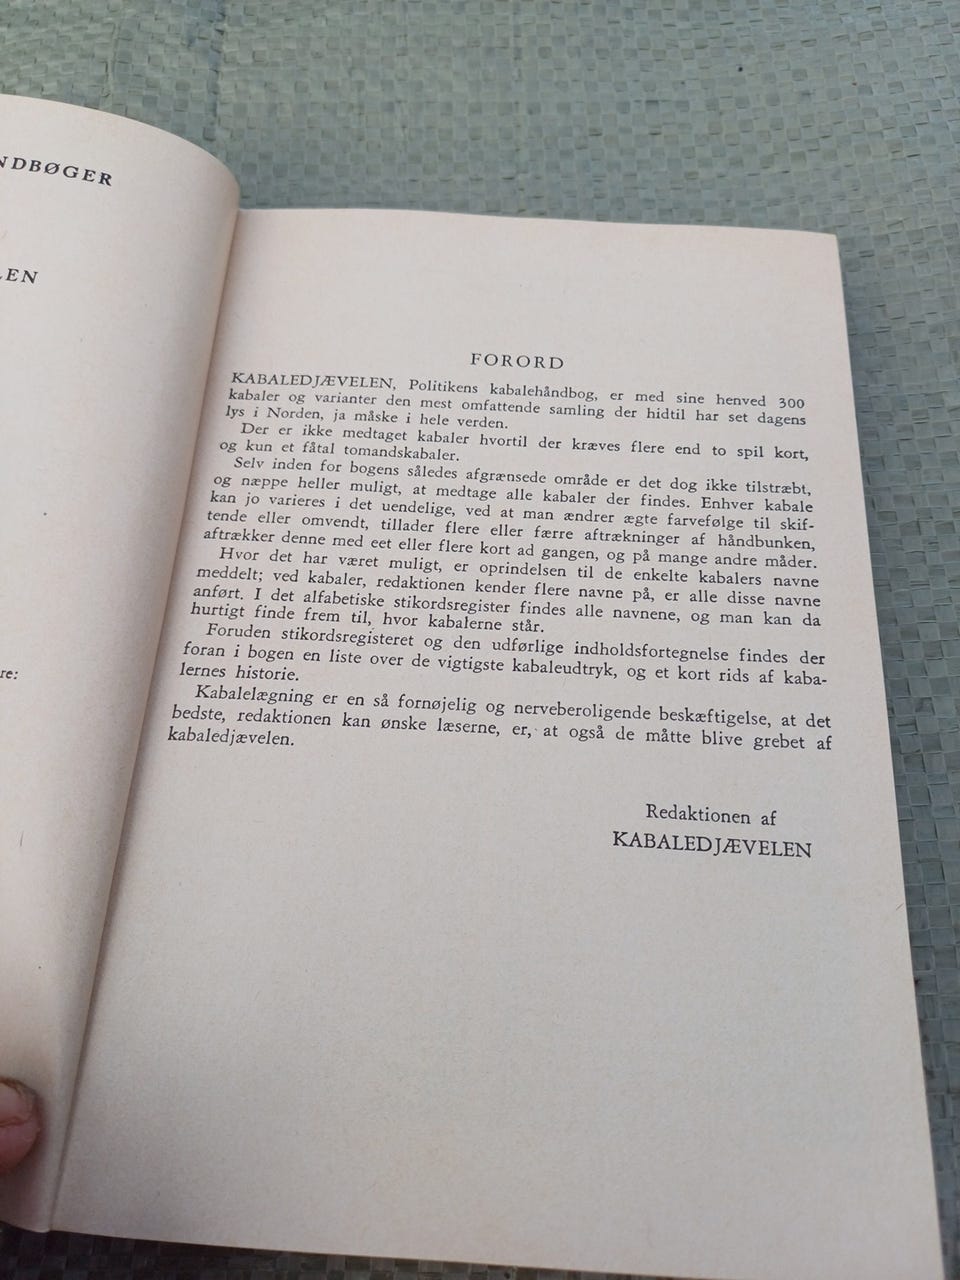 NDBØGER
LEN
re:
FORORD
KABALEDJÆVELEN, Politikens kabalehåndbog, er med sine henved 300
kabaler og varianter den mest omfattende samling der hidtil har set dagens
lys i Norden, ja måske i hele verden.
Der er ikke medtaget kabaler hvortil der kræves flere end to spil kort,
og kun et fåtal tomandskabaler.
Selv inden for bogens således afgrænsede område er det dog ikke tilstræbt,
og næppe heller muligt, at medtage alle kabaler der findes. Enhver kabale
kan jo varieres i det uendelige, ved at man ændrer ægte farvefølge til skif-
tende eller omvendt, tillader flere eller færre aftrækninger af håndbunken,
aftrækker denne med eet eller flere kort ad gangen, og på mange andre måder.
Hvor det har været muligt, er oprindelsen til de enkelte kabalers navne
meddelt; ved kabaler, redaktionen kender flere navne på, er alle disse navne
anført. I det alfabetiske stikordsregister findes alle navnene, og man kan da
hurtigt finde frem til, hvor kabalerne står.
Foruden stikordsregisteret og den udførlige indholdsfortegnelse findes der
foran i bogen en liste over de vigtigste kabaleudtryk, og et kort rids af kaba-
lernes historie.
Kabalelægning er en så fornøjelig og nerveberoligende beskæftigelse, at det
bedste, redaktionen kan ønske læserne, er, at også de måtte blive grebet af
kabaledjævelen.
Redaktionen af
KABALEDJÆVELEN